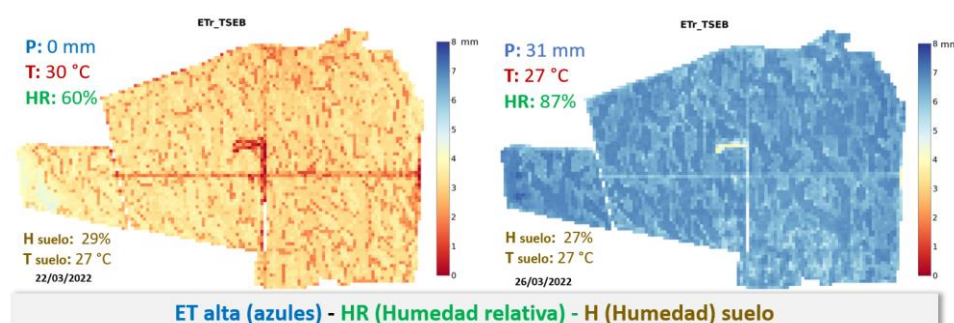 ETr_TSEB
P: 0 mm
T: 30 °C
HR: 60%
8 mm
7
6
5
4
3
2
1
0
H suelo: 29%
T suelo: 27 °C
22/03/2022
ETr_TSEB
P: 31 mm
T: 27 °C
HR: 87%
8 mm
7
6
5
4
3
2
1
0
H suelo: 27%
T suelo: 27 °C
26/03/2022
ET alta (azules) - HR (Humedad relativa) - H (Humedad) suelo